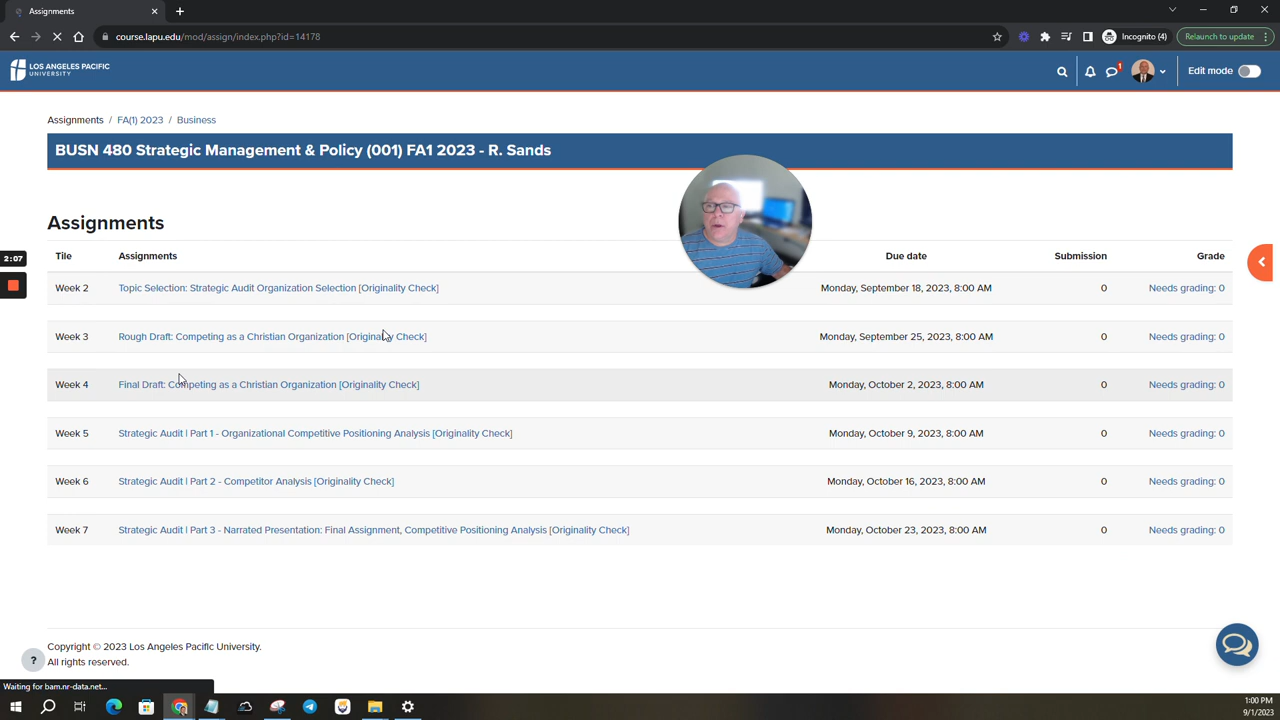 Assignments
course.lapu.edu/mod/assign/index.php?id=14178
Incognito (4)
Relaunch to update
LOS ANGELES PACIFIC
UNIVERSITY
1
Edit mode
Assignments / FA(1) 2023 / Business
BUSN 480 Strategic Management & Policy (001) FA1 2023 - R. Sands
Assignments
2:07
Tile Assignments Due date Submission Grade
Week 2 Topic Selection: Strategic Audit Organization Selection [Originality Check] Monday, September 18, 2023, 8:00 AM 0 Needs grading: 0
Week 3 Rough Draft: Competing as a Christian Organization [Originality Check] Monday, September 25, 2023, 8:00 AM 0 Needs grading: 0
Week 4 Final Draft: Competing as a Christian Organization [Originality Check] Monday, October 2, 2023, 8:00 AM 0 Needs grading: 0
Week 5 Strategic Audit | Part 1 - Organizational Competitive Positioning Analysis [Originality Check] Monday, October 9, 2023, 8:00 AM 0 Needs grading: 0
Week 6 Strategic Audit | Part 2 - Competitor Analysis [Originality Check] Monday, October 16, 2023, 8:00 AM 0 Needs grading: 0
Week 7 Strategic Audit | Part 3 - Narrated Presentation: Final Assignment, Competitive Positioning Analysis [Originality Check] Monday, October 23, 2023, 8:00 AM 0 Needs grading: 0
Copyright © 2023 Los Angeles Pacific University.
All rights reserved.
?
Waiting for bam.nr-data.net...
1:00 PM
9/1/2023